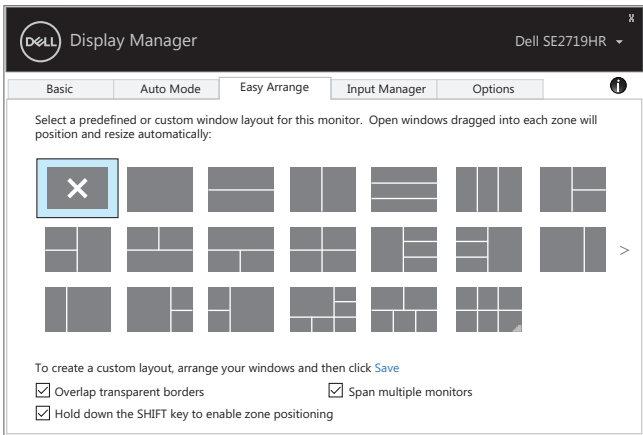 x
DELL Display Manager Dell SE2719HR
Basic Auto Mode Easy Arrange Input Manager Options
Select a predefined or custom window layout for this monitor. Open windows dragged into each zone will
position and resize automatically:
>
To create a custom layout, arrange your windows and then click Save
Overlap transparent borders Span multiple monitors
Hold down the SHIFT key to enable zone positioning